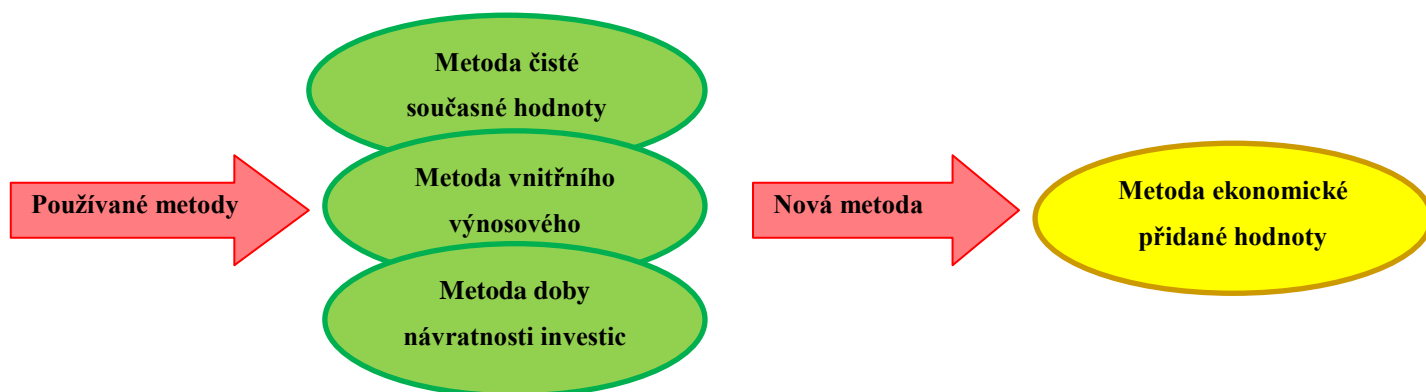 Používané metody
Metoda čisté
současné hodnoty
Metoda vnitřního
výnosového
Metoda doby
návratnosti investic
Nová metoda
Metoda ekonomické
přidané hodnoty